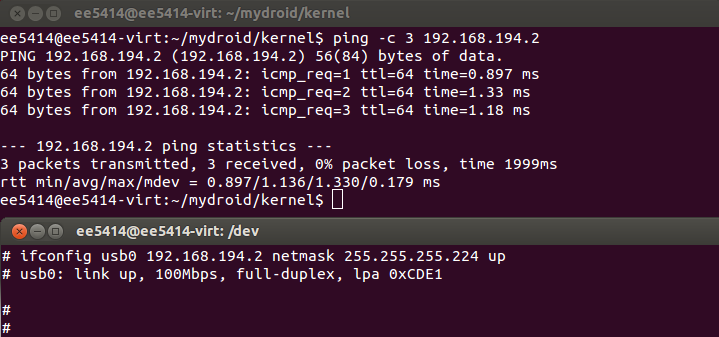 ee5414@ee5414-virt: ~/mydroid/kernel
ee5414@ee5414-virt:~/mydroid/kernel$ ping -c 3 192.168.194.2
PING 192.168.194.2 (192.168.194.2) 56(84) bytes of data.
64 bytes from 192.168.194.2: icmp_req=1 ttl=64 time=0.897 ms
64 bytes from 192.168.194.2: icmp_req=2 ttl=64 time=1.33 ms
64 bytes from 192.168.194.2: icmp_req=3 ttl=64 time=1.18 ms
--- 192.168.194.2 ping statistics ---
3 packets transmitted, 3 received, 0% packet loss, time 1999ms
rtt min/avg/max/mdev = 0.897/1.136/1.330/0.179 ms
ee5414@ee5414-virt:~/mydroid/kernel$
ee5414@ee5414-virt: /dev
# ifconfig usb0 192.168.194.2 netmask 255.255.255.224 up
# usb0: link up, 100Mbps, full-duplex, lpa 0xCDE1
#
#